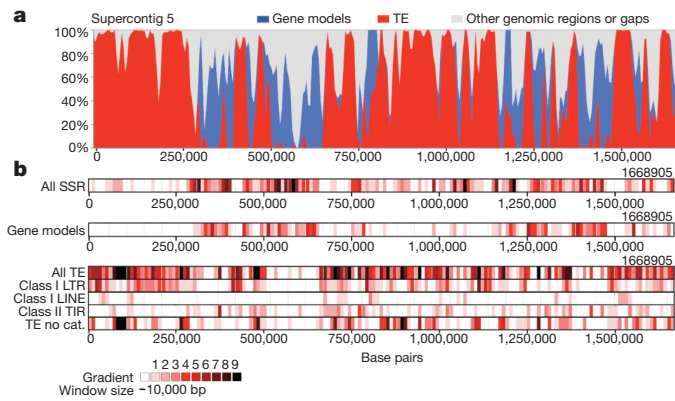 a
Supercontig 5
Gene models
TE
Other genomic regions or gaps
100%
80%
60%
40%
20%
0%
0 250,000 500,000 750,000 1,000,000 1,250,000 1,500,000
b
1668905
All SSR
0 250,000 500,000 750,000 1,000,000 1,250,000 1,500,000
1668905
Gene models
0 250,000 500,000 750,000 1,000,000 1,250,000 1,500,000
1668905
All TE
Class I LTR
Class I LINE
Class II TIR
TE no cat.
0 250,000 500,000 750,000 1,000,000 1,250,000 1,500,000
Base pairs
1 2 3 4 5 6 7 8 9
Gradient
Window size ~10,000 bp